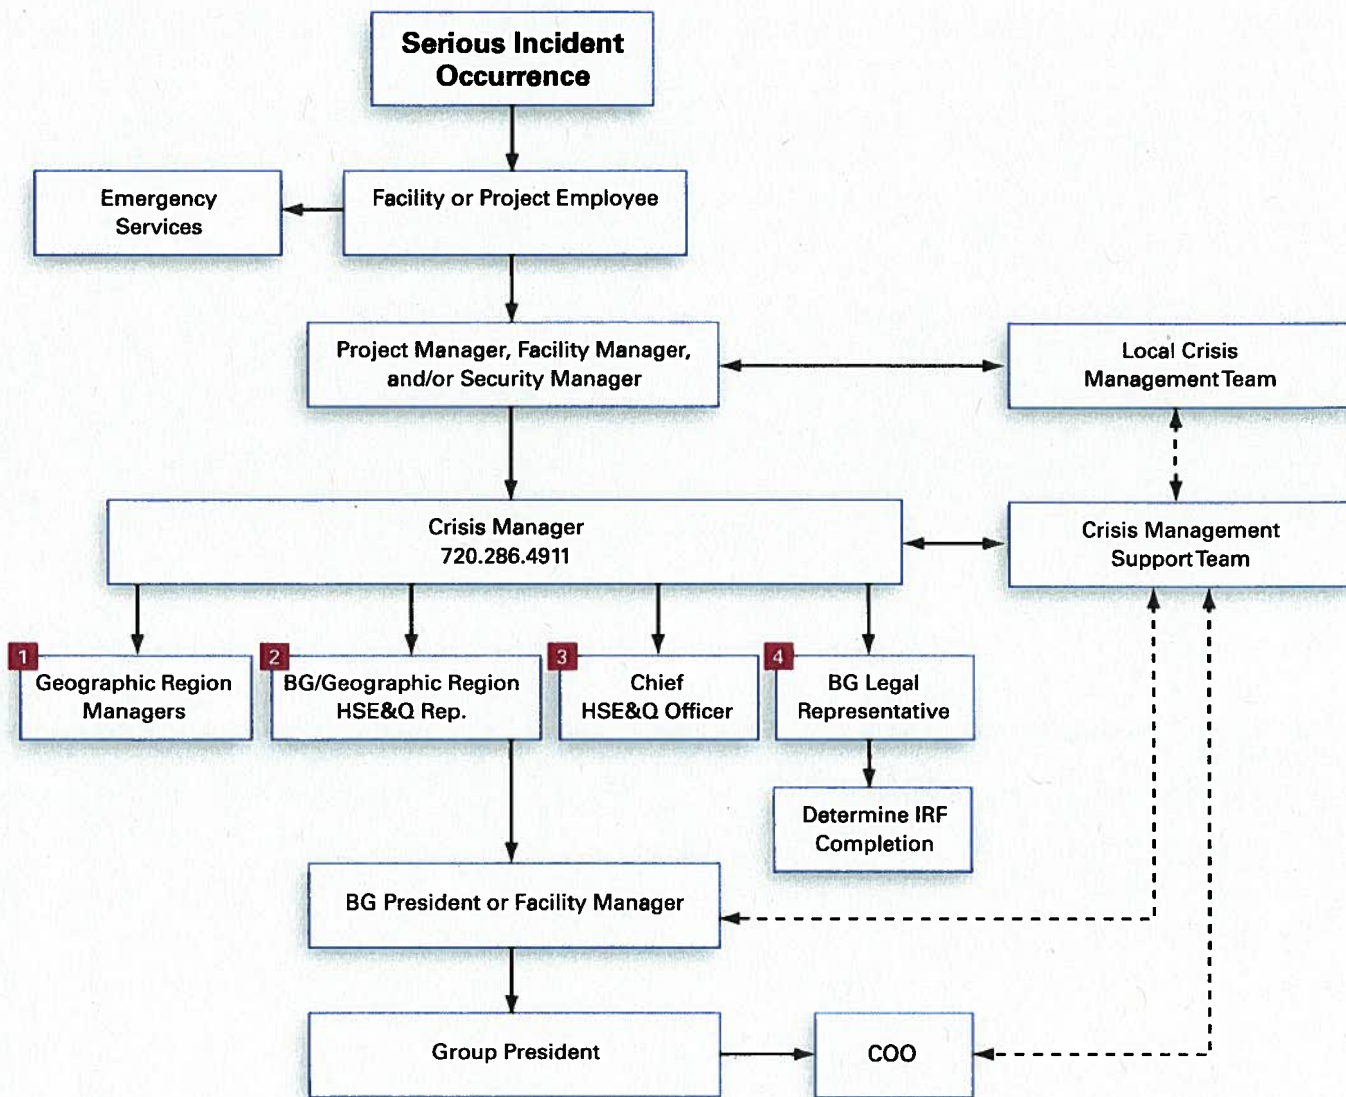 Serious Incident
Occurrence
Emergency
Services
Facility or Project Employee
Project Manager, Facility Manager,
and/or Security Manager
Local Crisis
Management Team
Crisis Manager
720.286.4911
Crisis Management
Support Team
1
Geographic Region
Managers
2
BG/Geographic Region
HSE&Q Rep.
3
Chief
HSE&Q Officer
4
BG Legal
Representative
Determine IRF
Completion
BG President or Facility Manager
Group President
COO